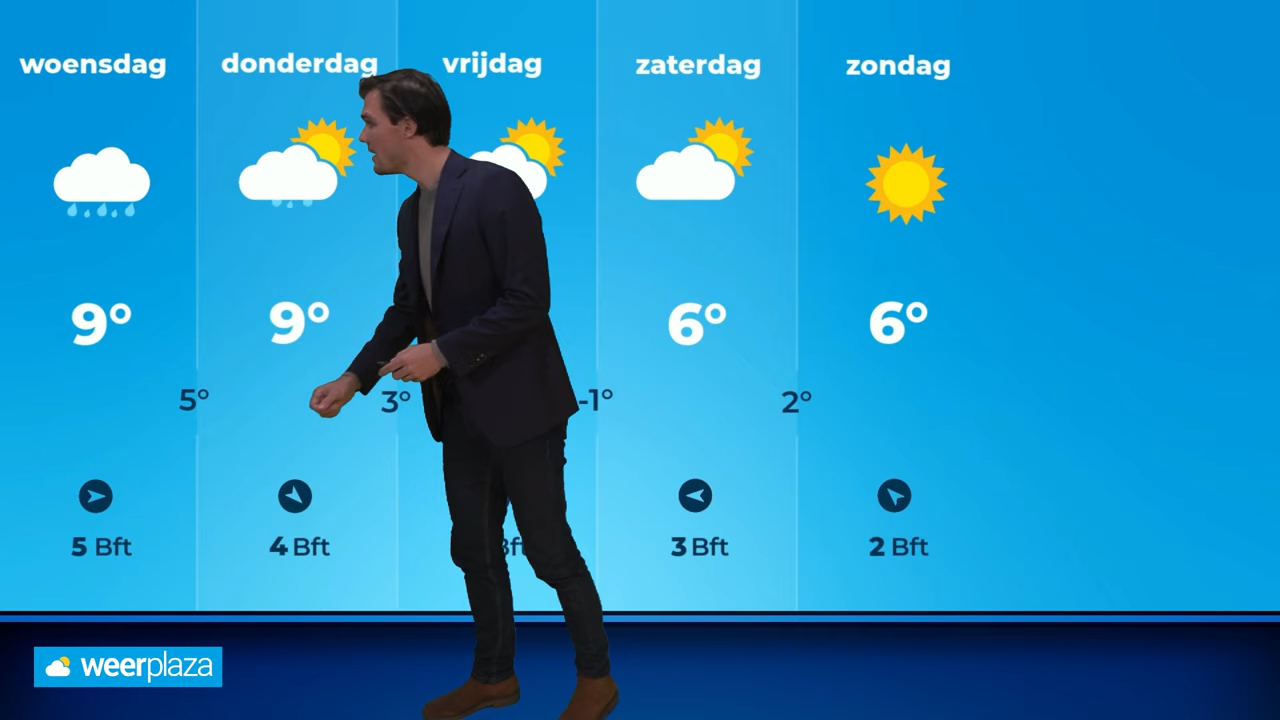 woensdag donderdag vrijdag zaterdag zondag
9° 9° 6° 6°
5° 3° -1° 2°
5 Bft 4 Bft Bft 3 Bft 2 Bft
weerplaza